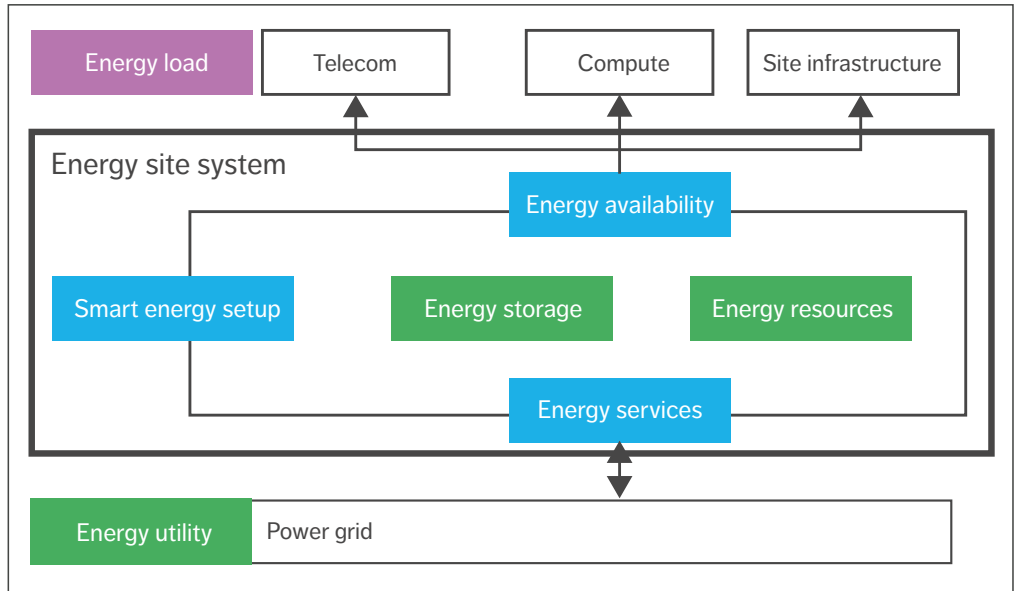 Energy load
Telecom
Compute
Site infrastructure
Energy site system
Energy availability
Smart energy setup
Energy storage
Energy resources
Energy services
Energy utility
Power grid